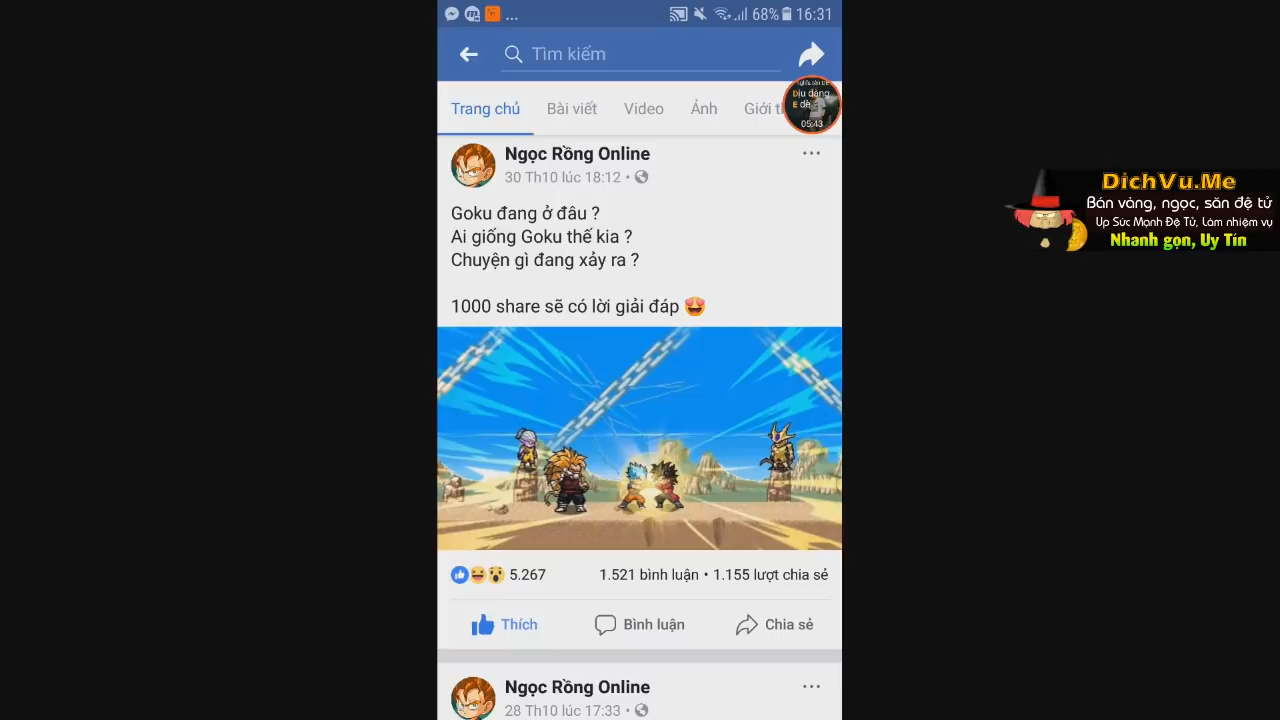 ... 68% 16:31
Tìm kiếm
Trang chủ Bài viết Video Ảnh Giới
Dịu dàng
E dè
05:43
Ngọc Rồng Online
30 Th10 lúc 18:12
Goku đang ở đâu ?
Ai giống Goku thế kia ?
Chuyện gì đang xảy ra ?
1000 share sẽ có lời giải đáp 😍
5.267 1.521 bình luận • 1.155 lượt chia sẻ
Thích Bình luận Chia sẻ
Ngọc Rồng Online
28 Th10 lúc 17:33
DichVu.Me
Bán vàng, ngọc, săn đệ tử
Up Sức Mạnh Đệ Tử, Làm nhiệm vụ
Nhanh gọn, Uy Tín